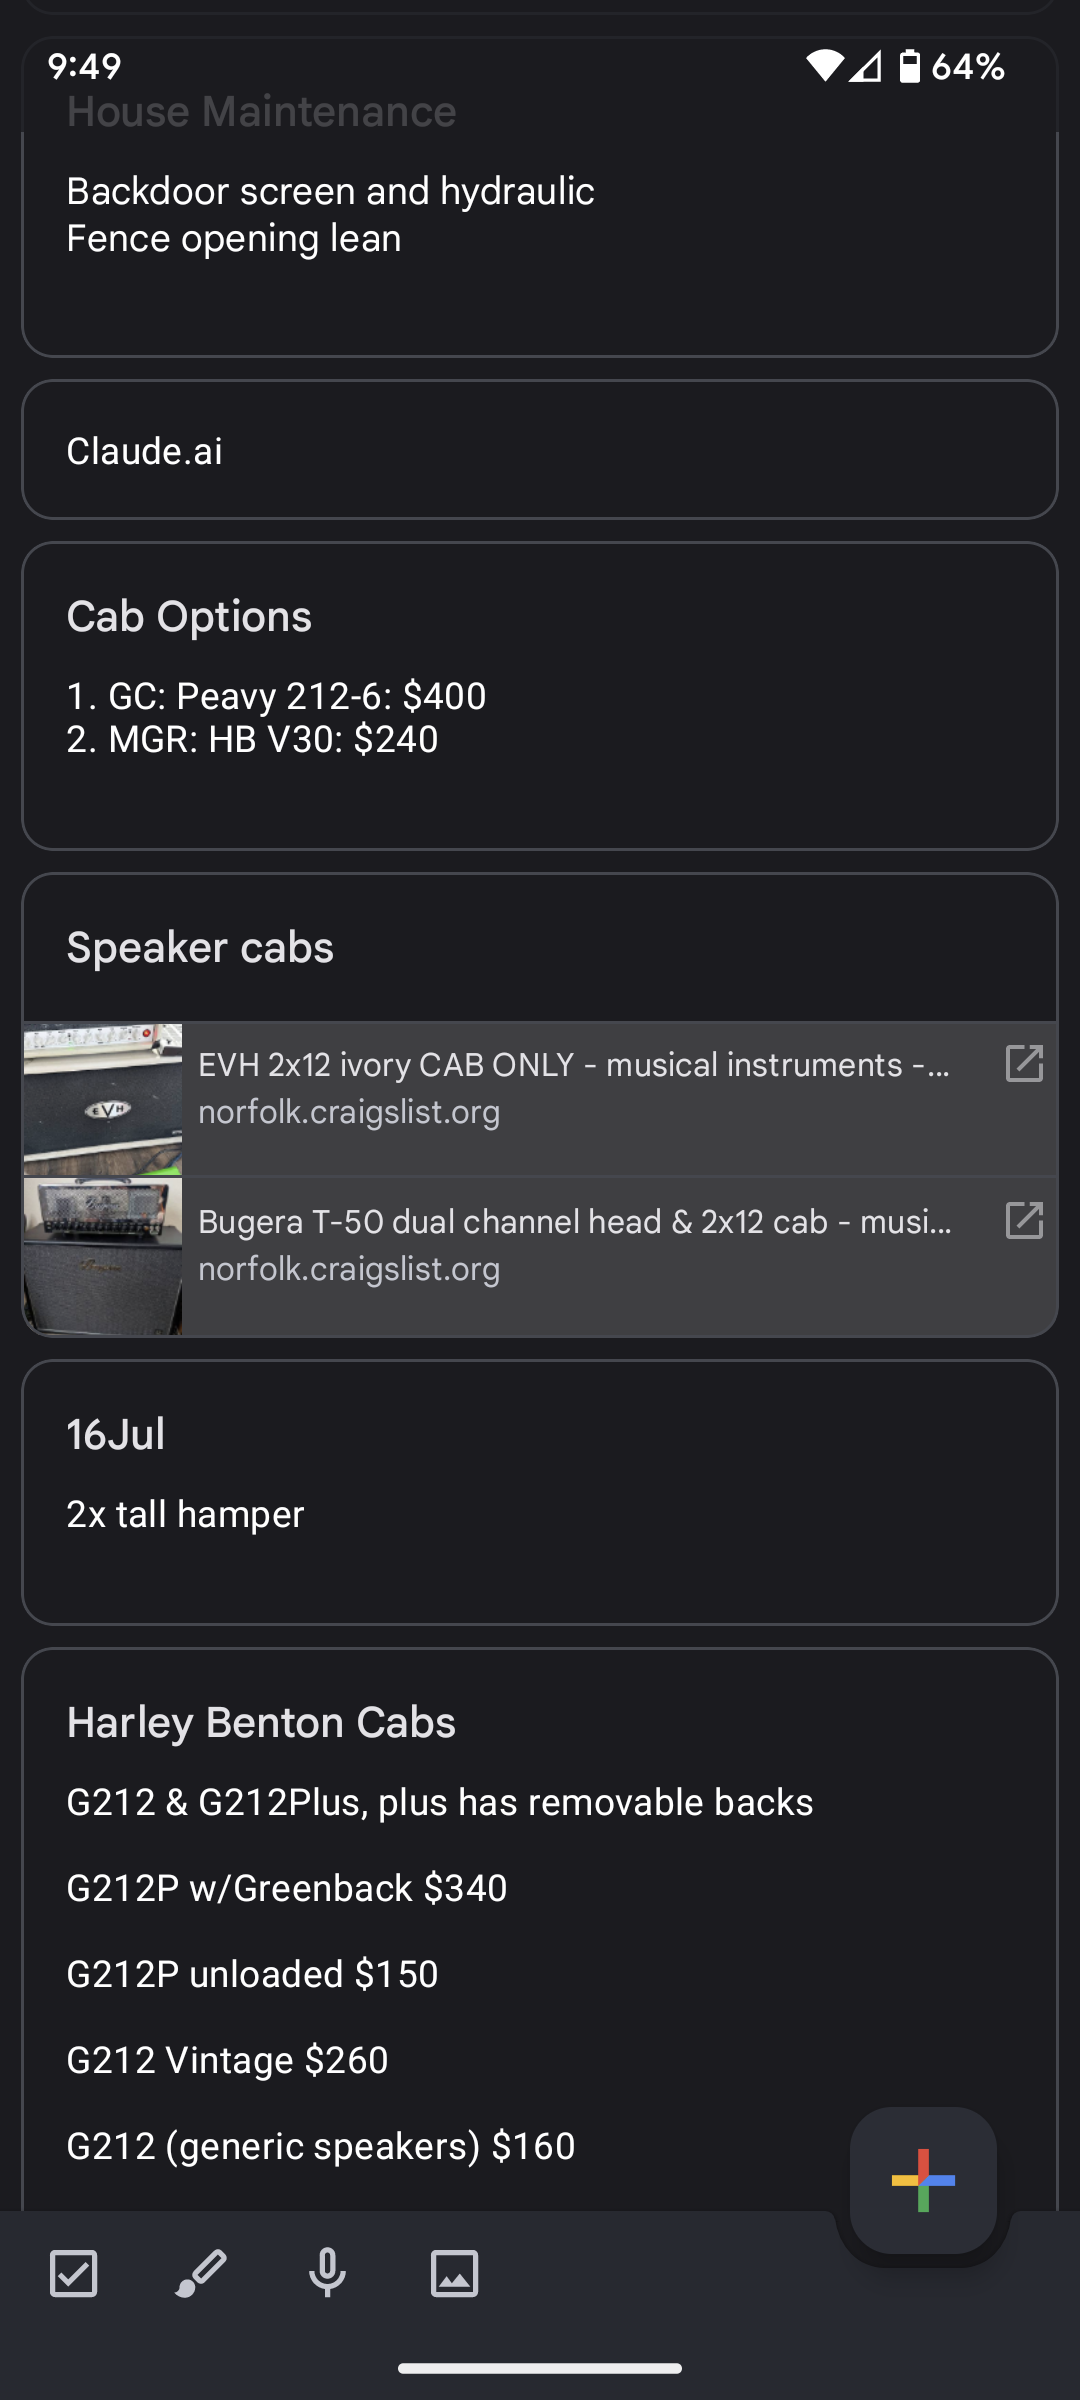 9:49
64%
House Maintenance
Backdoor screen and hydraulic
Fence opening lean
Claude.ai
Cab Options
1. GC: Peavy 212-6: $400
2. MGR: HB V30: $240
Speaker cabs
EVH
EVH 2x12 ivory CAB ONLY - musical instruments -...
norfolk.craigslist.org
Bugera T-50 dual channel head & 2x12 cab - musi...
norfolk.craigslist.org
16Jul
2x tall hamper
Harley Benton Cabs
G212 & G212Plus, plus has removable backs
G212P w/Greenback $340
G212P unloaded $150
G212 Vintage $260
G212 (generic speakers) $160